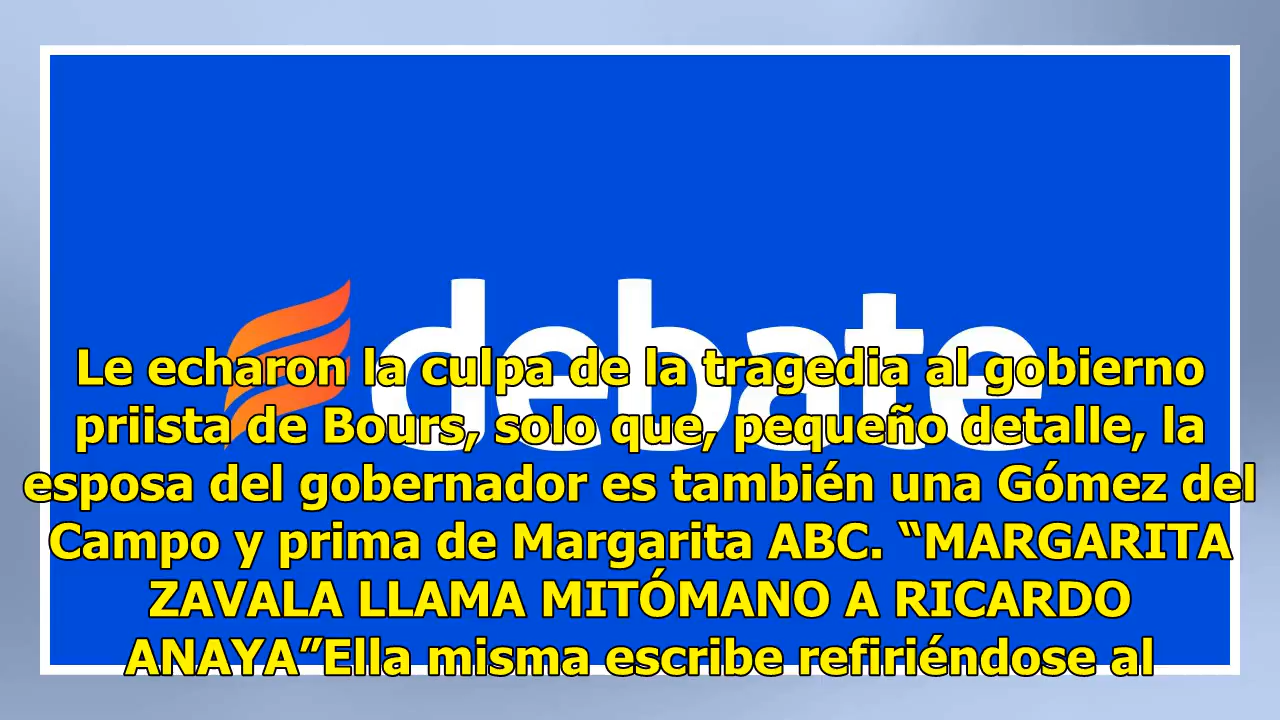 debate
Le echaron la culpa de la tragedia al gobierno
priista de Bours, solo que, pequeño detalle, la
esposa del gobernador es también una Gómez del
Campo y prima de Margarita ABC. “MARGARITA
ZAVALA LLAMA MITÓMANO A RICARDO
ANAYA”Ella misma escribe refiriéndose al